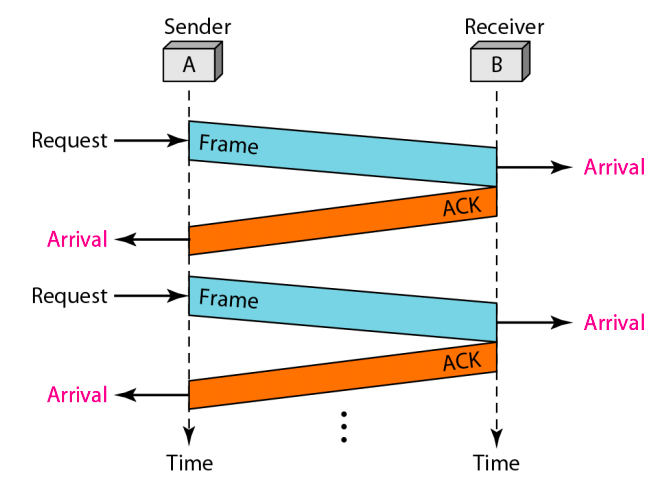 Sender
Receiver
A
B
Request
Frame
Arrival
ACK
Arrival
Request
Frame
Arrival
ACK
Arrival
Time
Time